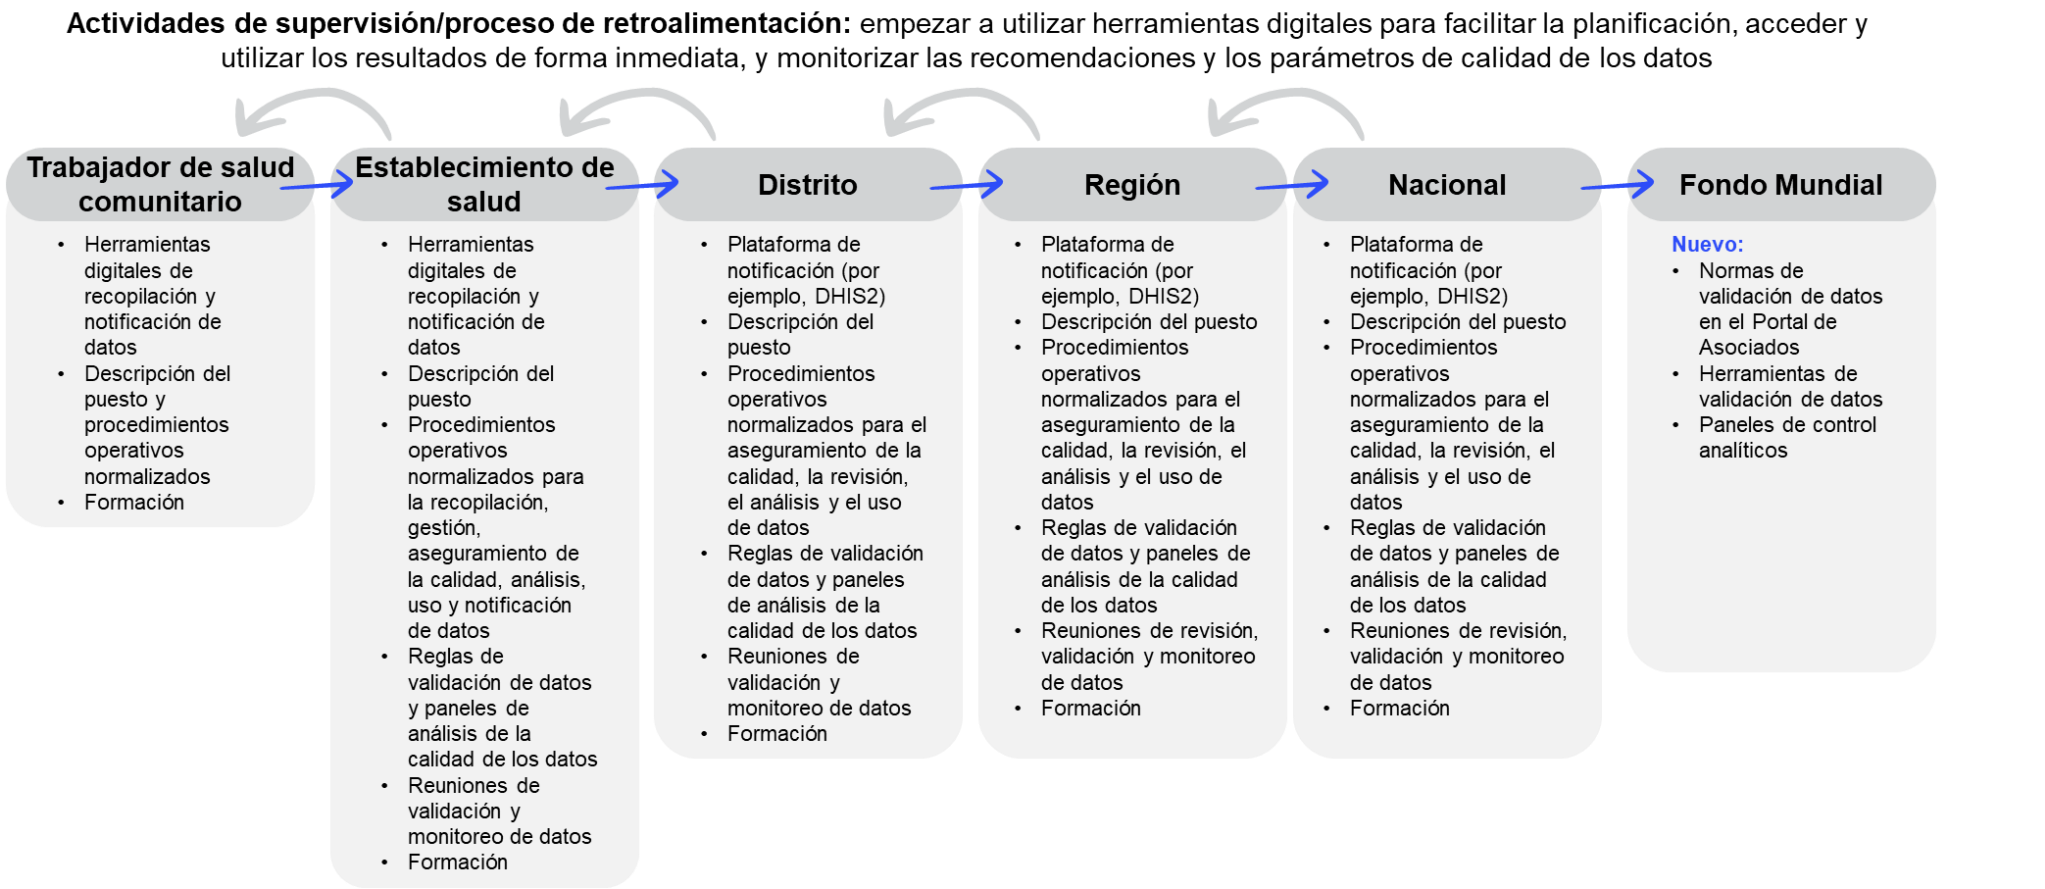 Actividades de supervisión/proceso de retroalimentación: empezar a utilizar herramientas digitales para facilitar la planificación, acceder y
utilizar los resultados de forma inmediata, y monitorizar las recomendaciones y los parámetros de calidad de los datos
Trabajador de salud
comunitario
• Herramientas
digitales de
recopilación y
notificación de
datos
• Descripción del
puesto y
procedimientos
operativos
normalizados
• Formación
Establecimiento de
salud
• Herramientas
digitales de
recopilación y
notificación de
datos
• Descripción del
puesto
• Procedimientos
operativos
normalizados para
la recopilación,
gestión,
aseguramiento de
la calidad, análisis,
uso y notificación
de datos
• Reglas de
validación de datos
y paneles de
análisis de la
calidad de los datos
• Reuniones de
validación y
monitoreo de datos
• Formación
Distrito
• Plataforma de
notificación (por
ejemplo, DHIS2)
• Descripción del
puesto
• Procedimientos
operativos
normalizados para el
aseguramiento de la
calidad, la revisión,
el análisis y el uso
de datos
• Reglas de validación
de datos y paneles
de análisis de la
calidad de los datos
• Reuniones de
validación y
monitoreo de datos
• Formación
Región
• Plataforma de
notificación (por
ejemplo, DHIS2)
• Descripción del puesto
• Procedimientos
operativos
normalizados para el
aseguramiento de la
calidad, la revisión, el
análisis y el uso de
datos
• Reglas de validación
de datos y paneles de
análisis de la calidad
de los datos
• Reuniones de revisión,
validación y monitoreo
de datos
• Formación
Nacional
• Plataforma de
notificación (por
ejemplo, DHIS2)
• Descripción del puesto
• Procedimientos
operativos
normalizados para el
aseguramiento de la
calidad, la revisión, el
análisis y el uso de
datos
• Reglas de validación
de datos y paneles de
análisis de la calidad
de los datos
• Reuniones de revisión,
validación y monitoreo
de datos
• Formación
Fondo Mundial
Nuevo:
• Normas de
validación de datos
en el Portal de
Asociados
• Herramientas de
validación de datos
• Paneles de control
analíticos